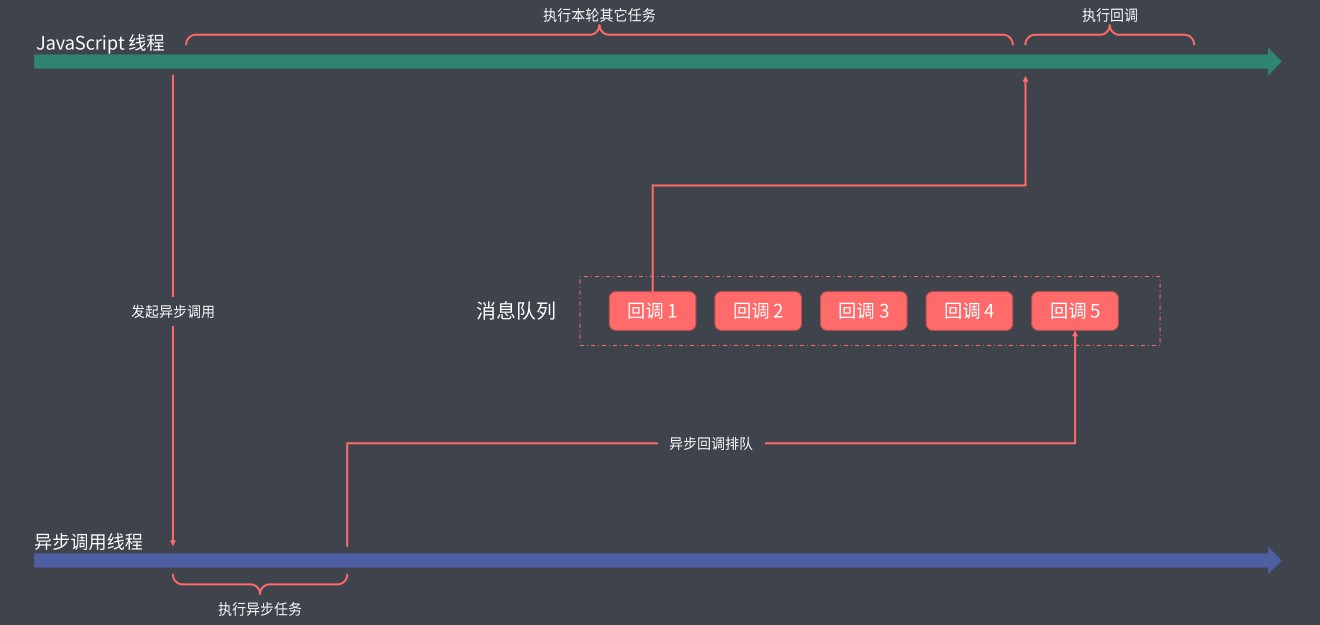 执行本轮其它任务
执行回调
JavaScript 线程
发起异步调用
消息队列
回调 1
回调 2
回调 3
回调 4
回调 5
异步回调排队
异步调用线程
执行异步任务